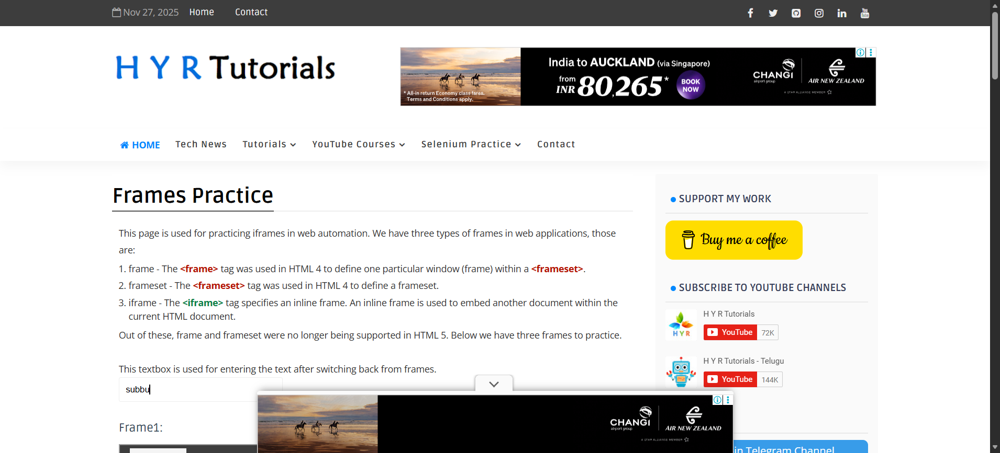 Nov 27, 2025 Home Contact
H Y R Tutorials
India to AUCKLAND (via Singapore)
from INR 80,265*
BOOK NOW
* All-in return Economy class fares.
Terms and Conditions apply.
CHANGI
airport group
AIR NEW ZEALAND
A STAR ALLIANCE MEMBER
HOME Tech News Tutorials YouTube Courses Selenium Practice Contact
Frames Practice
This page is used for practicing iframes in web automation. We have three types of frames in web applications, those
are:
1. frame - The <frame> tag was used in HTML 4 to define one particular window (frame) within a <frameset>.
2. frameset - The <frameset> tag was used in HTML 4 to define a frameset.
3. iframe - The <iframe> tag specifies an inline frame. An inline frame is used to embed another document within the
current HTML document.
Out of these, frame and frameset were no longer being supported in HTML 5. Below we have three frames to practice.
This textbox is used for entering the text after switching back from frames.
subbu
Frame1:
SUPPORT MY WORK
Buy me a coffee
SUBSCRIBE TO YOUTUBE CHANNELS
HYR
H Y R Tutorials
YouTube 72K
H Y R Tutorials - Telugu
YouTube 144K
CHANGI
airport group
AIR NEW ZEALAND
A STAR ALLIANCE MEMBER
in Telegram Channel